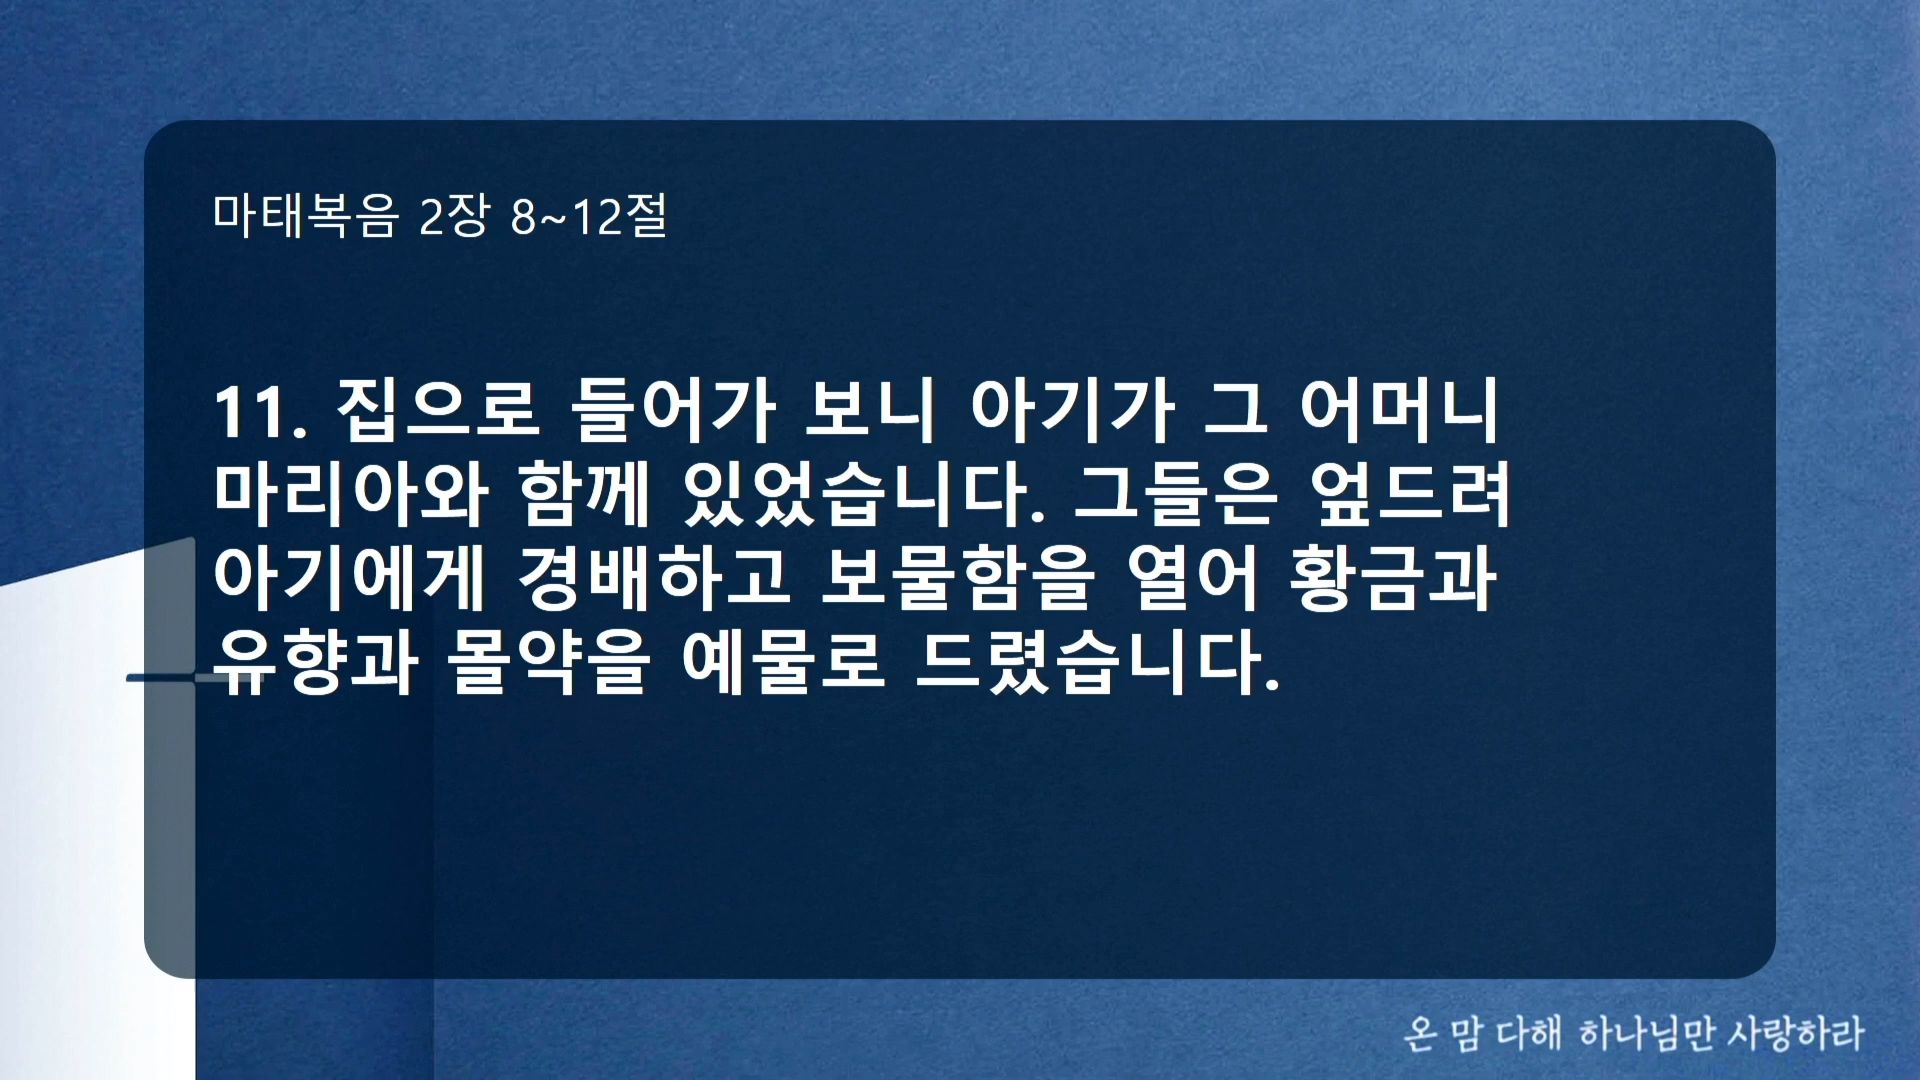 마태복음 2장 8~12절
11. 집으로 들어가 보니 아기가 그 어머니
마리아와 함께 있었습니다. 그들은 엎드려
아기에게 경배하고 보물함을 열어 황금과
유향과 몰약을 예물로 드렸습니다.
온 맘 다해 하나님만 사랑하라